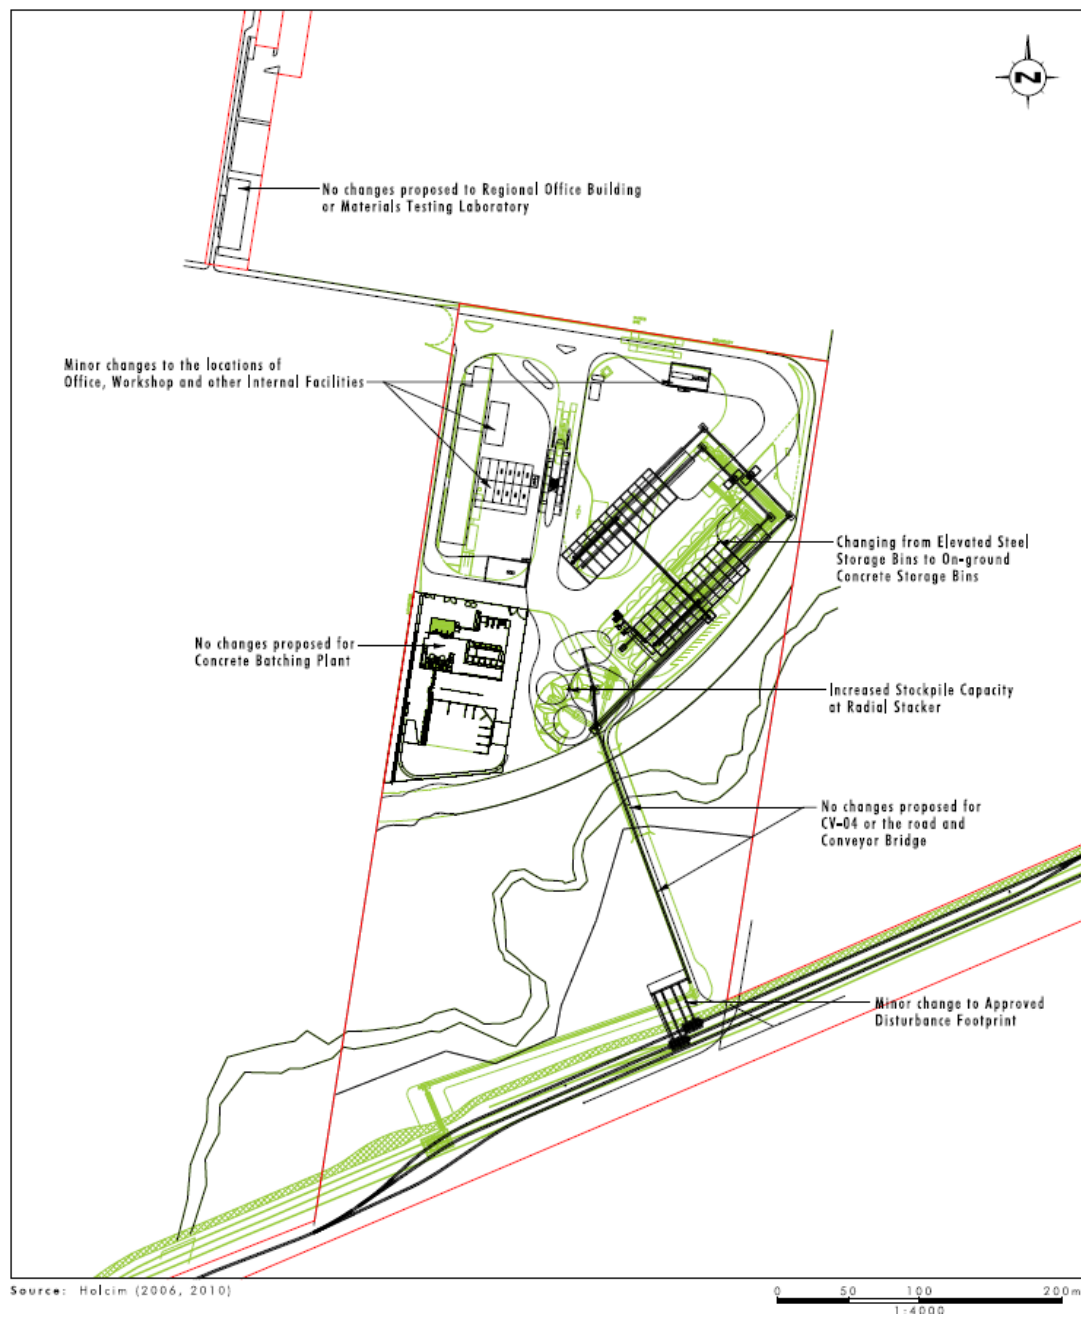 N
No changes proposed to Regional Office Building
or Materials Testing Laboratory
Minor changes to the locations of
Office, Workshop and other Internal Facilities
Changing from Elevated Steel
Storage Bins to On-ground
Concrete Storage Bins
No changes proposed for
Concrete Batching Plant
Increased Stockpile Capacity
at Radial Stacker
No changes proposed for
CV-04 or the road and
Conveyor Bridge
Minor change to Approved
Disturbance Footprint
Source: Holcim (2006, 2010)
0 50 100 200m
1:4000